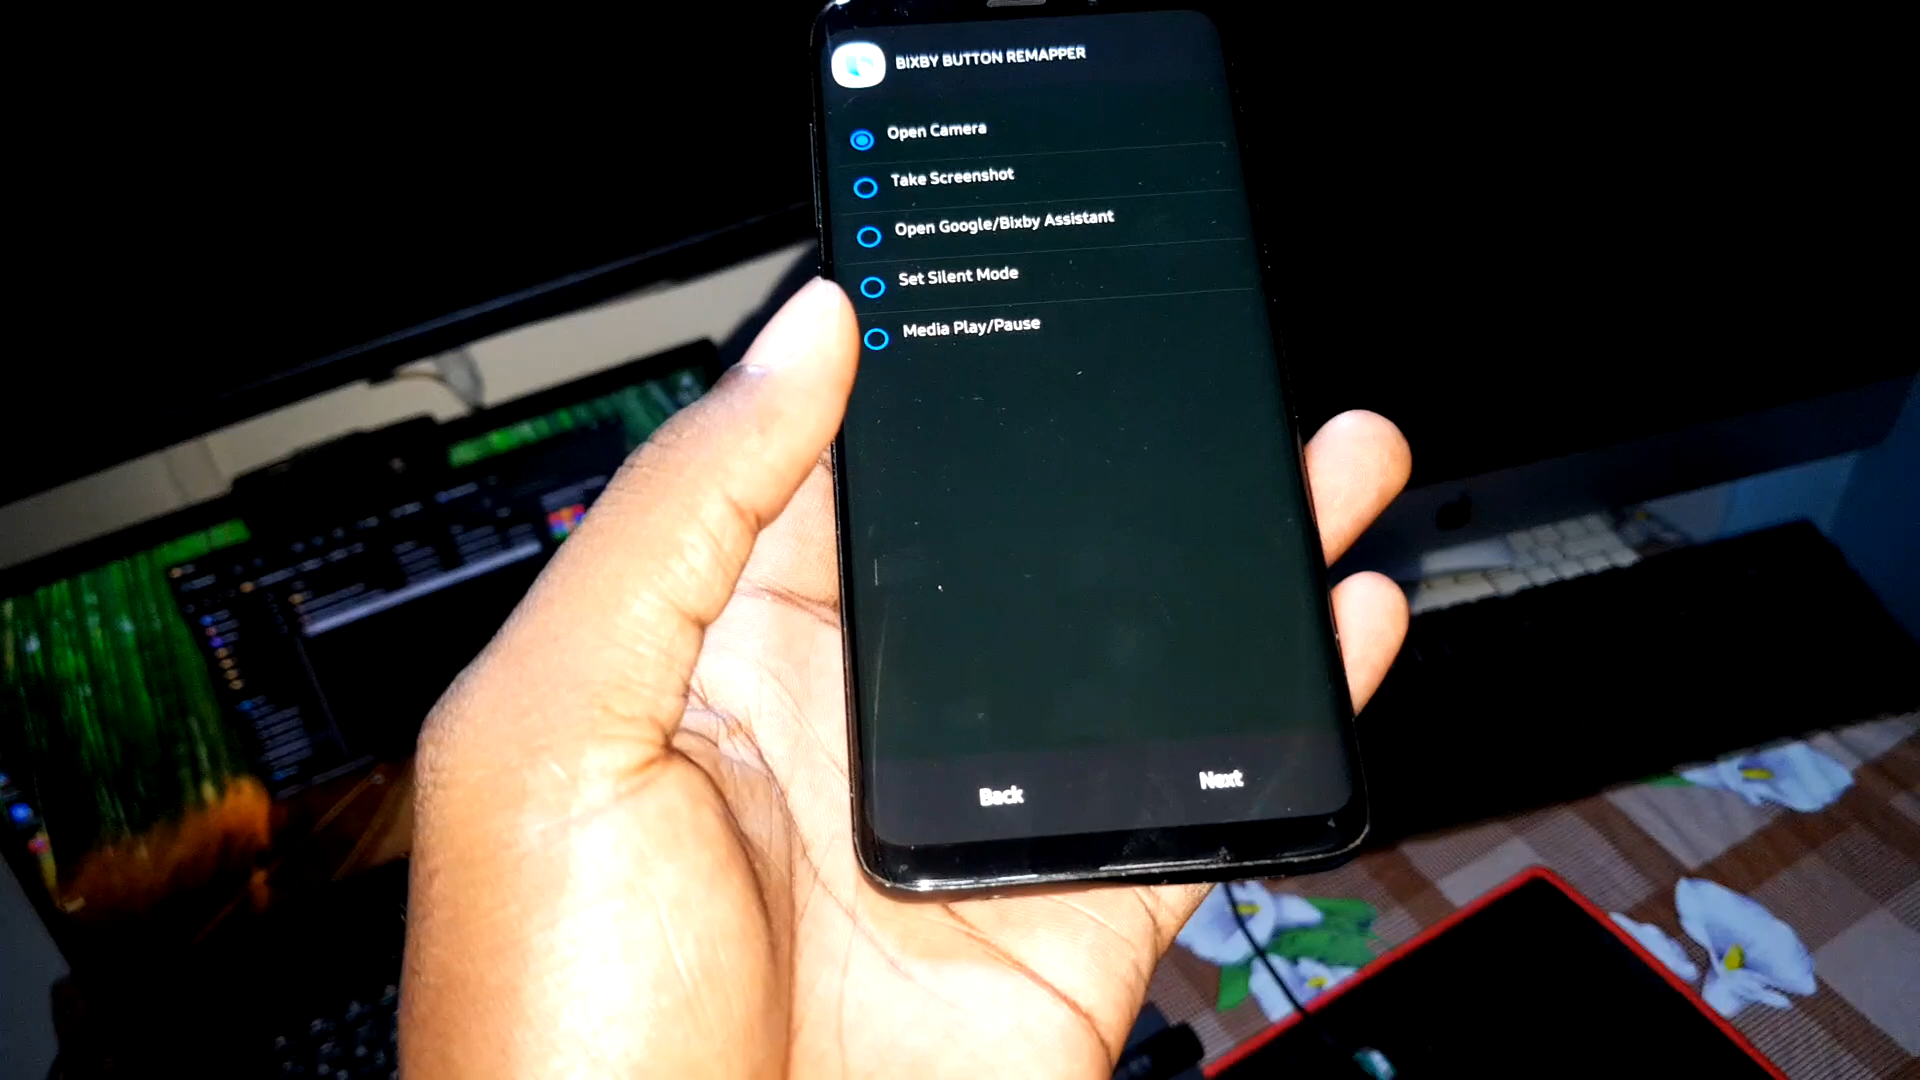 BIXBY BUTTON REMAPPER
Open Camera
Take Screenshot
Open Google/Bixby Assistant
Set Silent Mode
Media Play/Pause
Back
Next